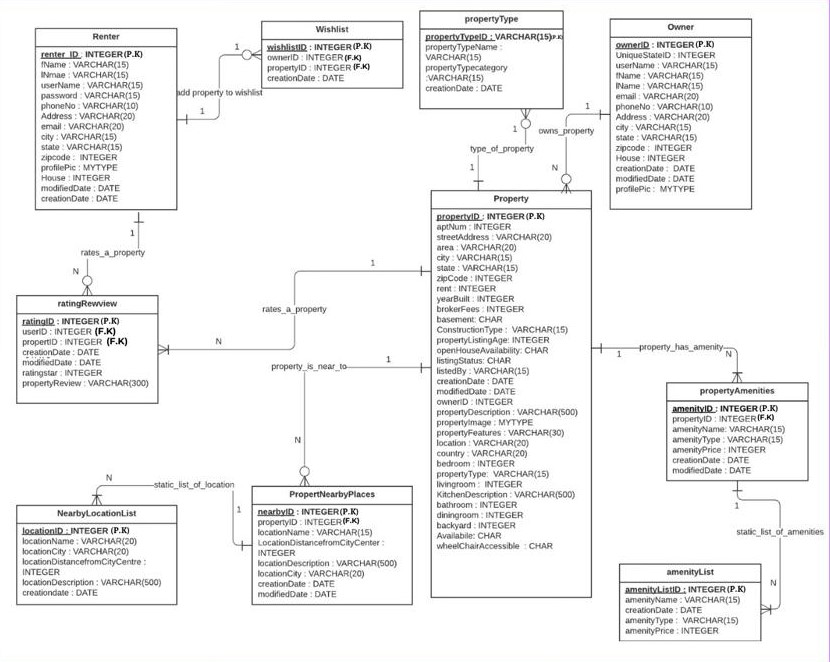 Renter
renter_ID : INTEGER (P.K)
fName : VARCHAR(15)
lNmae : VARCHAR(15)
userName : VARCHAR(15)
password : VARCHAR(15)
phoneNo : VARCHAR(10)
Address : VARCHAR(20)
email : VARCHAR(20)
city : VARCHAR(15)
state : VARCHAR(15)
zipcode : INTEGER
profilePic : MYTYPE
House : INTEGER
modifiedDate : DATE
creationDate : DATE
1
add property to wishlist
1
Wishlist
wishlistID : INTEGER (P.K)
ownerID : INTEGER (F.K)
propertyID : INTEGER (F.K)
creationDate : DATE
propertyType
propertyTypeID : VARCHAR(15)(P.K)
propertyTypeName :
VARCHAR(15)
propertyTypecategory
:VARCHAR(15)
creationDate : DATE
1
type_of_property
1
Owner
ownerID : INTEGER (P.K)
UniqueStateID : INTEGER
userName : VARCHAR(15)
fName : VARCHAR(15)
lName : VARCHAR(15)
email : VARCHAR(20)
phoneNo : VARCHAR(10)
Address : VARCHAR(20)
city : VARCHAR(15)
state : VARCHAR(15)
zipcode : INTEGER
House : INTEGER
creationDate : DATE
modifiedDate : DATE
profilePic : MYTYPE
1
owns_property
N
Property
propertyID : INTEGER (P.K)
aptNum : INTEGER
streetAddress : VARCHAR(20)
area : VARCHAR(20)
city : VARCHAR(15)
state : VARCHAR(15)
zipCode : INTEGER
rent : INTEGER
yearBuilt : INTEGER
brokerFees : INTEGER
basement: CHAR
ConstructionType : VARCHAR(15)
propertyListingAge: INTEGER
openHouseAvailability: CHAR
listingStatus: CHAR
listedBy : VARCHAR(15)
creationDate : DATE
modifiedDate : DATE
ownerID : INTEGER
propertyDescription : VARCHAR(500)
propertyImage : MYTYPE
propertyFeatures : VARCHAR(30)
location : VARCHAR(20)
country : VARCHAR(20)
bedroom : INTEGER
propertyType: VARCHAR(15)
livingroom : INTEGER
KitchenDescription : VARCHAR(500)
bathroom : INTEGER
diningroom : INTEGER
backyard : INTEGER
Availabile: CHAR
wheelChairAccessible : CHAR
1
rates_a_property
N
ratingRewview
ratingID : INTEGER (P.K)
userID : INTEGER (F.K)
propertID : INTEGER (F.K)
creationDate : DATE
modifiedDate : DATE
ratingstar : INTEGER
propertyReview : VARCHAR(300)
1
rates_a_property
N
property_is_near_to
1
N
1
property_has_amenity
N
propertyAmenities
amenityID : INTEGER (P.K)
propertyID : INTEGER (F.K)
amenityName: VARCHAR(15)
amenityType : VARCHAR(15)
amenityPrice : INTEGER
creationDate : DATE
modifiedDate : DATE
1
static_list_of_amenities
N
N
static_list_of_location
1
NearbyLocationList
locationID : INTEGER (P.K)
locationName : VARCHAR(20)
locationCity : VARCHAR(20)
locationDistancefromCityCentre :
INTEGER
locationDescription : VARCHAR(500)
creationdate : DATE
PropertNearbyPlaces
nearbyID : INTEGER (P.K)
propertyID : INTEGER (F.K)
locationName : VARCHAR(15)
LocationDistancefromCityCenter :
INTEGER
locationDescription : VARCHAR(500)
locationCity : VARCHAR(20)
creationDate : DATE
modifiedDate : DATE
amenityList
amenityListID : INTEGER (P.K)
amenityName : VARCHAR(15)
creationDate : DATE
amenityType : VARCHAR(15)
amenityPrice : INTEGER